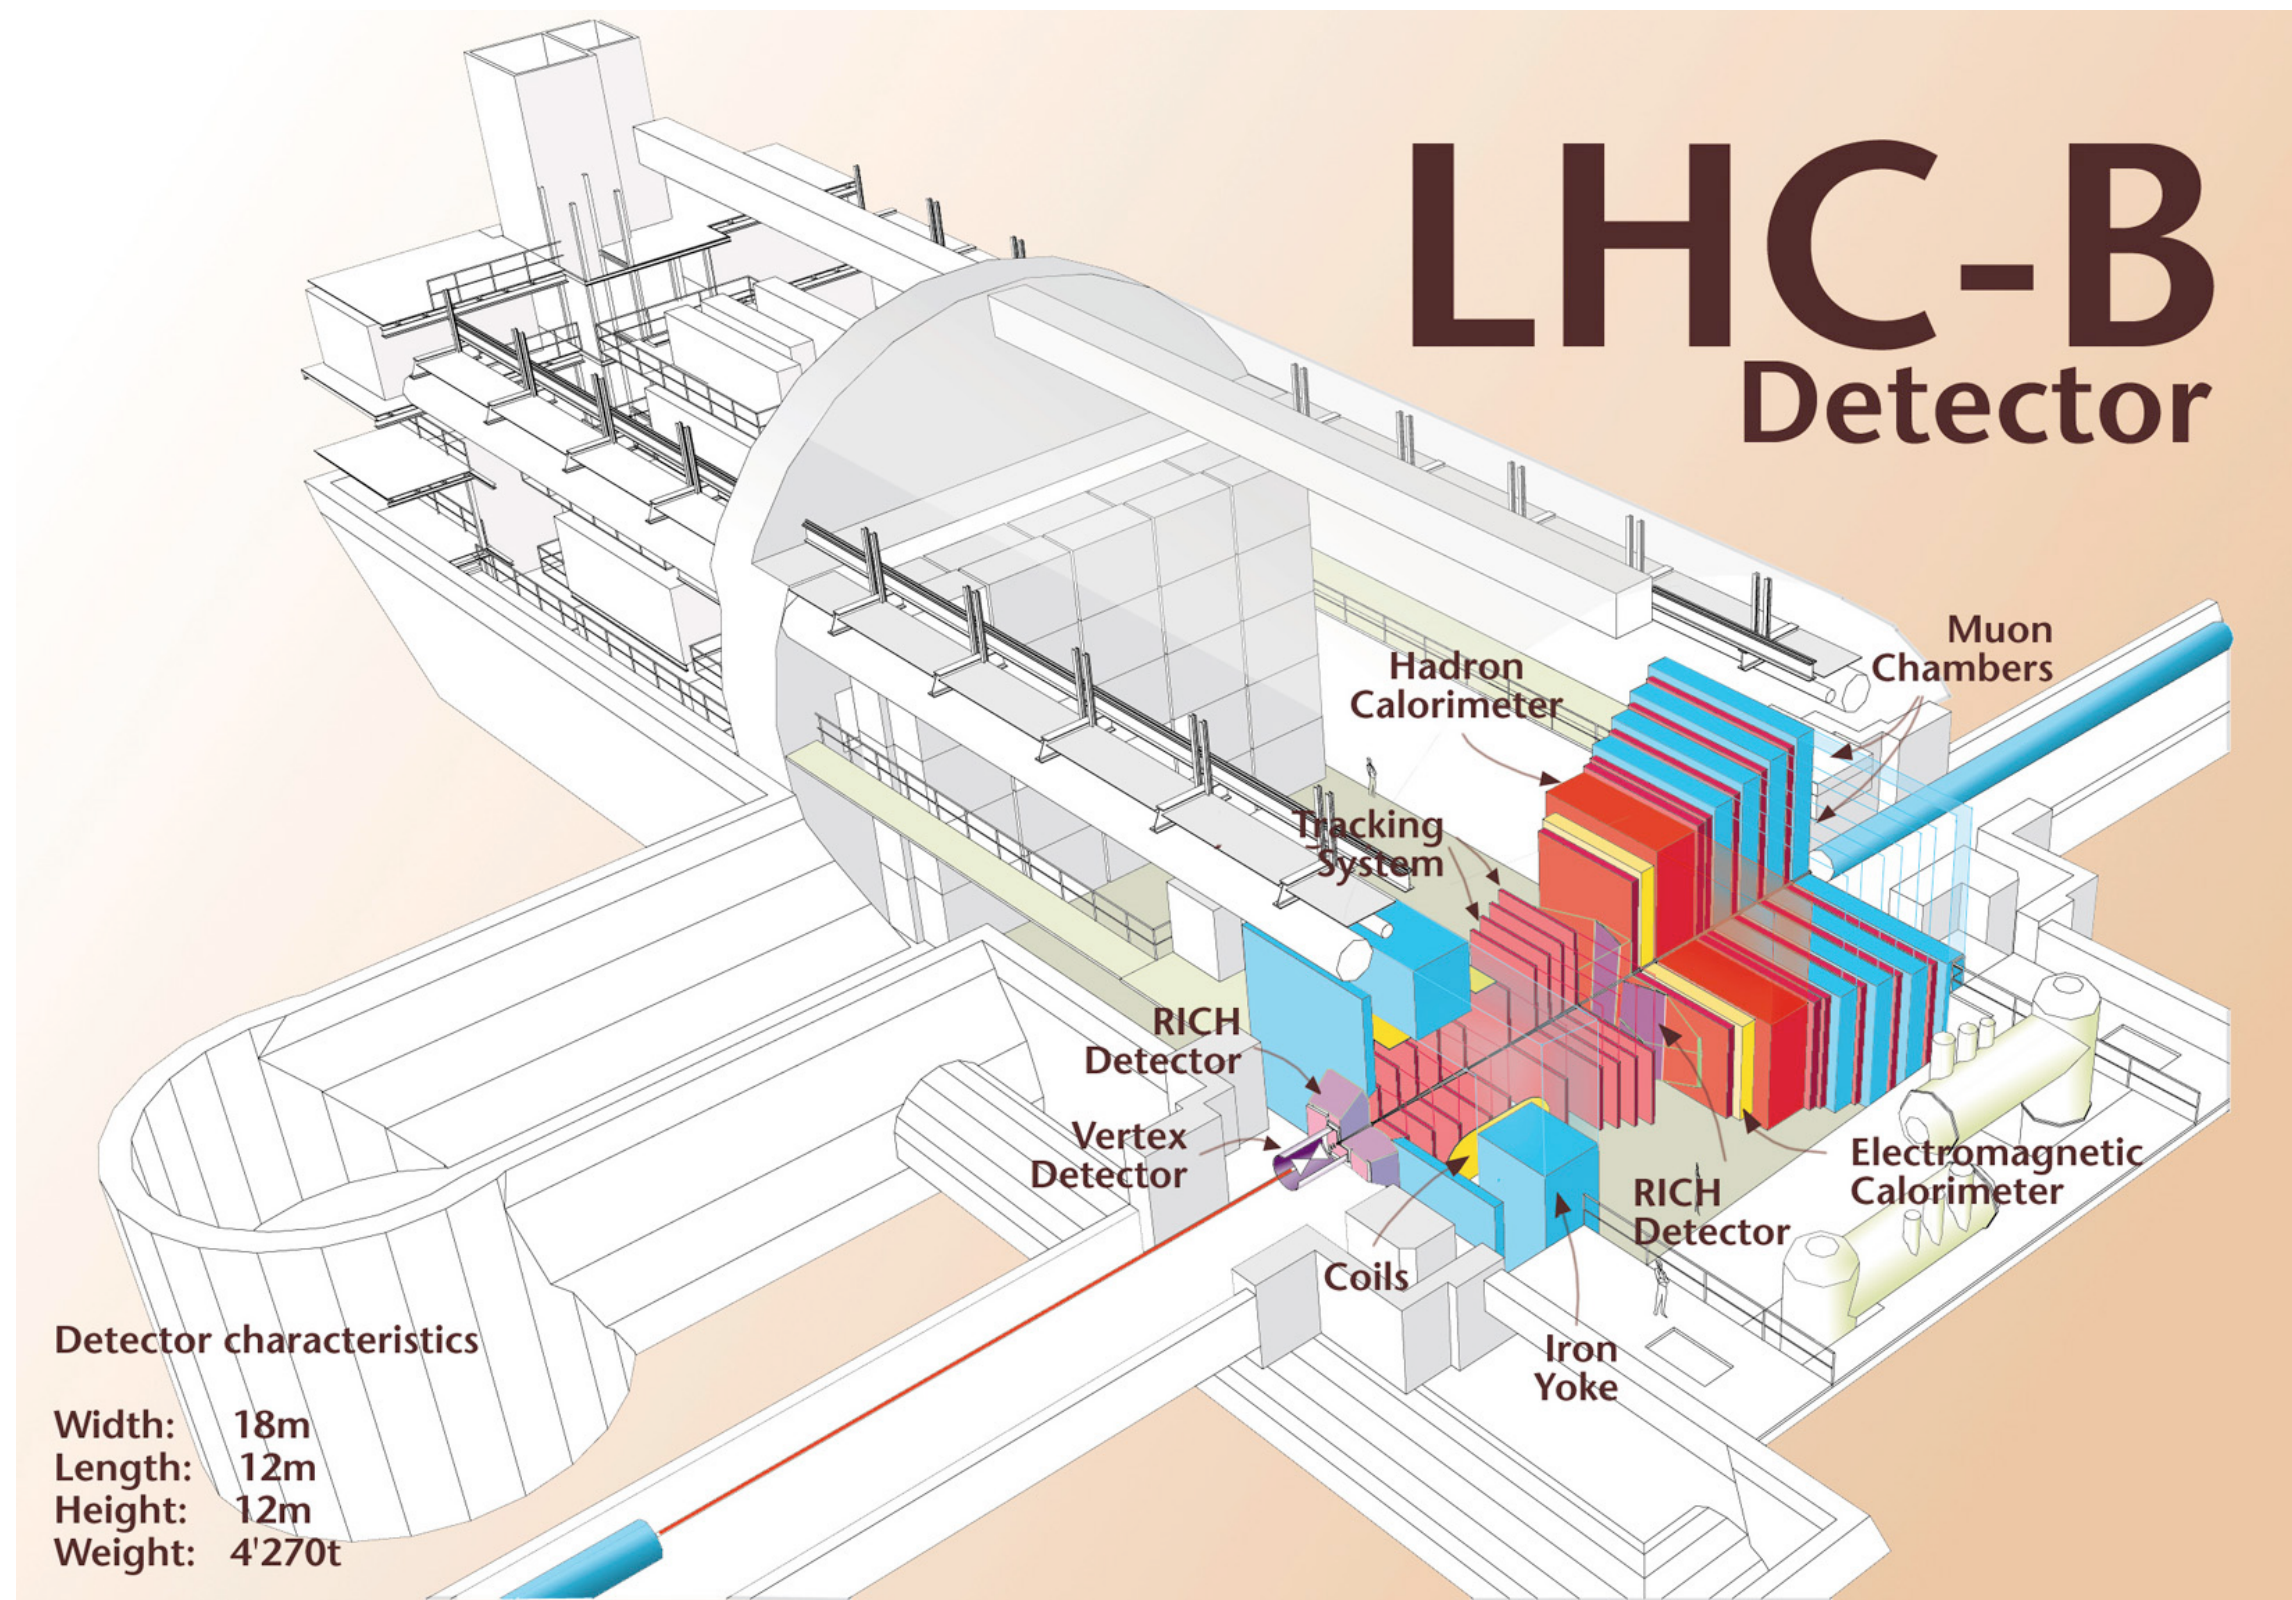 LHC-B
Detector
Muon
Chambers
Hadron
Calorimeter
Tracking
System
RICH
Detector
Vertex
Detector
Electromagnetic
Calorimeter
RICH
Detector
Coils
Iron
Yoke
Detector characteristics
Width: 18m
Length: 12m
Height: 12m
Weight: 4'270t